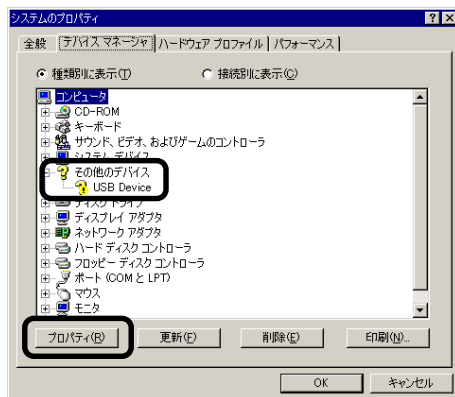 システムのプロパティ
全般
デバイス マネージャ
ハードウェア プロファイル
パフォーマンス
種類別に表示(T)
接続別に表示(C)
コンピュータ
CD-ROM
キーボード
サウンド、ビデオ、およびゲームのコントローラ
システム デバイス
その他のデバイス
USB Device
ディスク ドライブ
ディスプレイ アダプタ
ネットワーク アダプタ
ハード ディスク コントローラ
フロッピー ディスク コントローラ
ポート (COM と LPT)
マウス
モニタ
プロパティ(R)
更新(F)
削除(E)
印刷(N)...
OK
キャンセル